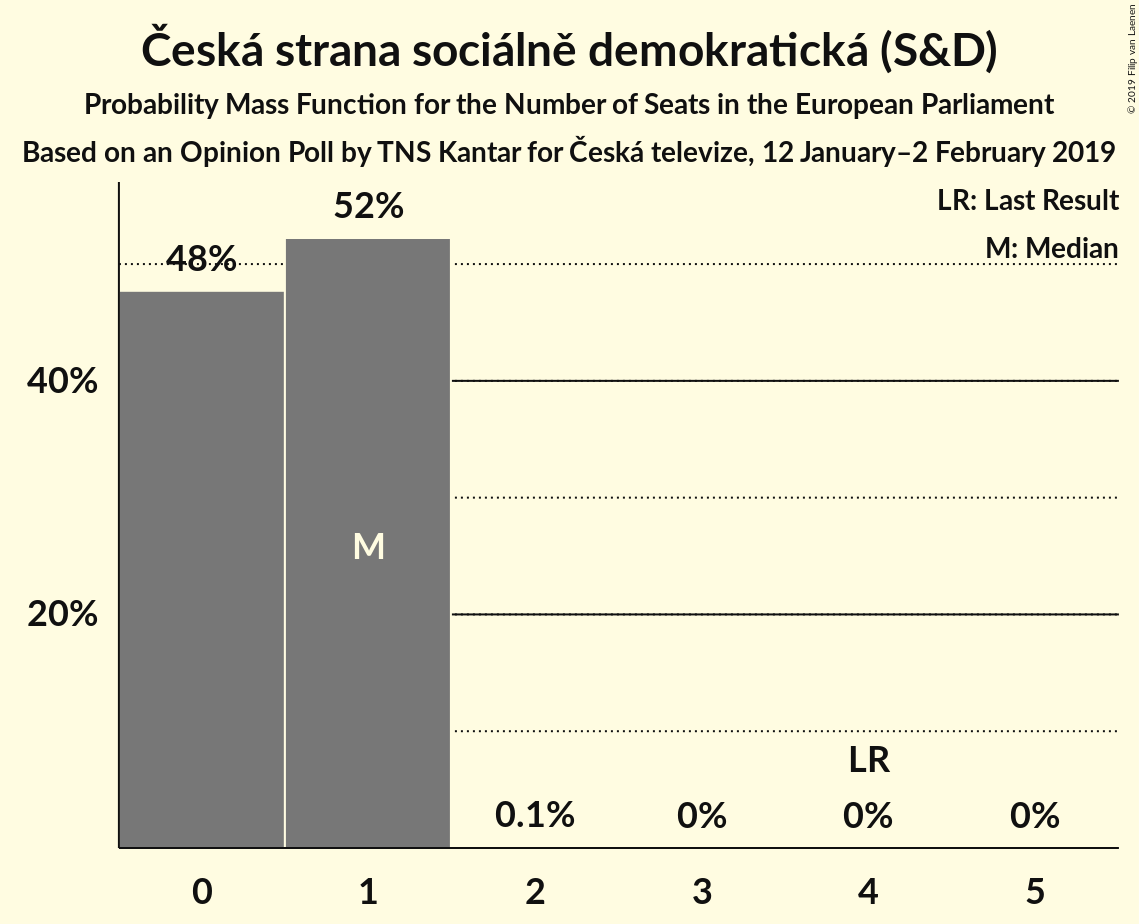 Česká strana sociálně demokratická (S&D)
Probability Mass Function for the Number of Seats in the European Parliament
Based on an Opinion Poll by TNS Kantar for Česká televize, 12 January–2 February 2019
© 2019 Filip van Laenen
LR: Last Result
M: Median
52%
48%
40%
M
20%
LR
0.1%
0%
0%
0%
0
1
2
3
4
5